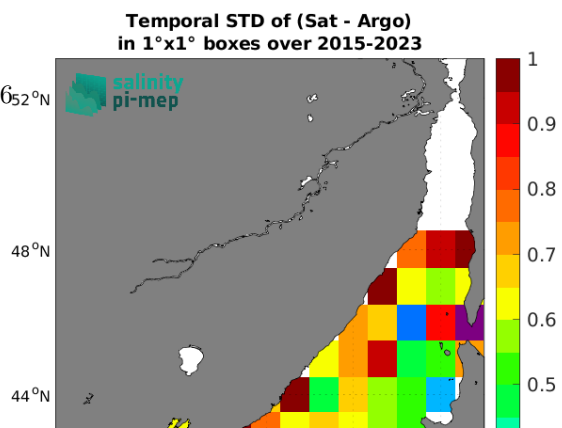 Temporal STD of (Sat - Argo)
in 1°x1° boxes over 2015-2023
salinity
pi-mep
1
6
52°N
0.9
0.8
48°N
0.7
0.6
0.5
44°N